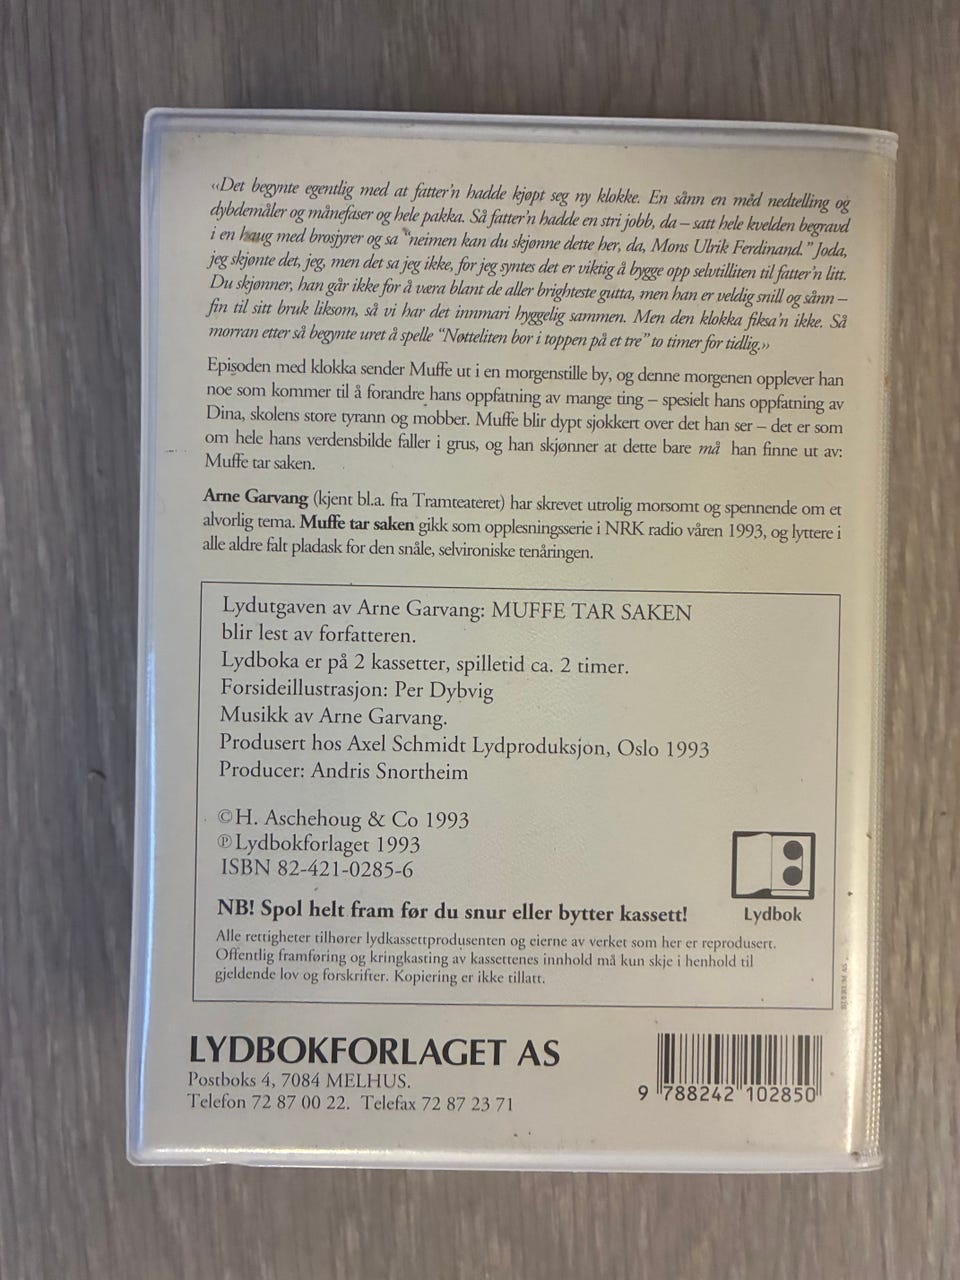 ‹‹Det begynte egentlig med at fatter'n hadde kjøpt seg ny klokke. En sånn en mèd nedtelling og
dybdemåler og månefaser og hele pakka. Så fatter'n hadde en stri jobb, da – satt hele kvelden begravd
i en haug med brosjyrer og sa "neimen kan du skjønne dette her, da, Mons Ulrik Ferdinand." Joda,
jeg skjønte det, jeg, men det sa jeg ikke, for jeg syntes det er viktig å bygge opp selvtilliten til fatter'n litt.
Du skjønner, han går ikke for å væra blant de aller brighteste gutta, men han er veldig snill og sånn –
fin til sitt bruk liksom, så vi har det innmari hyggelig sammen. Men den klokka fiksa'n ikke. Så
morran etter så begynte uret å spelle "Nøtteliten bor i toppen på et tre" to timer for tidlig.››
Episoden med klokka sender Muffe ut i en morgenstille by, og denne morgenen opplever han
noe som kommer til å forandre hans oppfatning av mange ting – spesielt hans oppfatning av
Dina, skolens store tyrann og mobber. Muffe blir dypt sjokkert over det han ser – det er som
om hele hans verdensbilde faller i grus, og han skjønner at dette bare må han finne ut av:
Muffe tar saken.
Arne Garvang (kjent bl.a. fra Tramteateret) har skrevet utrolig morsomt og spennende om et
alvorlig tema. Muffe tar saken gikk som opplesningsserie i NRK radio våren 1993, og lyttere i
alle aldre falt pladask for den snåle, selvironiske tenåringen.
Lydutgaven av Arne Garvang: MUFFE TAR SAKEN
blir lest av forfatteren.
Lydboka er på 2 kassetter, spilletid ca. 2 timer.
Forsideillustrasjon: Per Dybvig
Musikk av Arne Garvang.
Produsert hos Axel Schmidt Lydproduksjon, Oslo 1993
Producer: Andris Snortheim
©H. Aschehoug & Co 1993
℗Lydbokforlaget 1993
ISBN 82-421-0285-6
NB! Spol helt fram før du snur eller bytter kassett!
Lydbok
Alle rettigheter tilhører lydkassettprodusenten og eierne av verket som her er reprodusert.
Offentlig framføring og kringkasting av kassettenes innhold må kun skje i henhold til
gjeldende lov og forskrifter. Kopiering er ikke tillatt.
LYDBOKFORLAGET AS
Postboks 4, 7084 MELHUS.
Telefon 72 87 00 22. Telefax 72 87 23 71
9 788242 102850